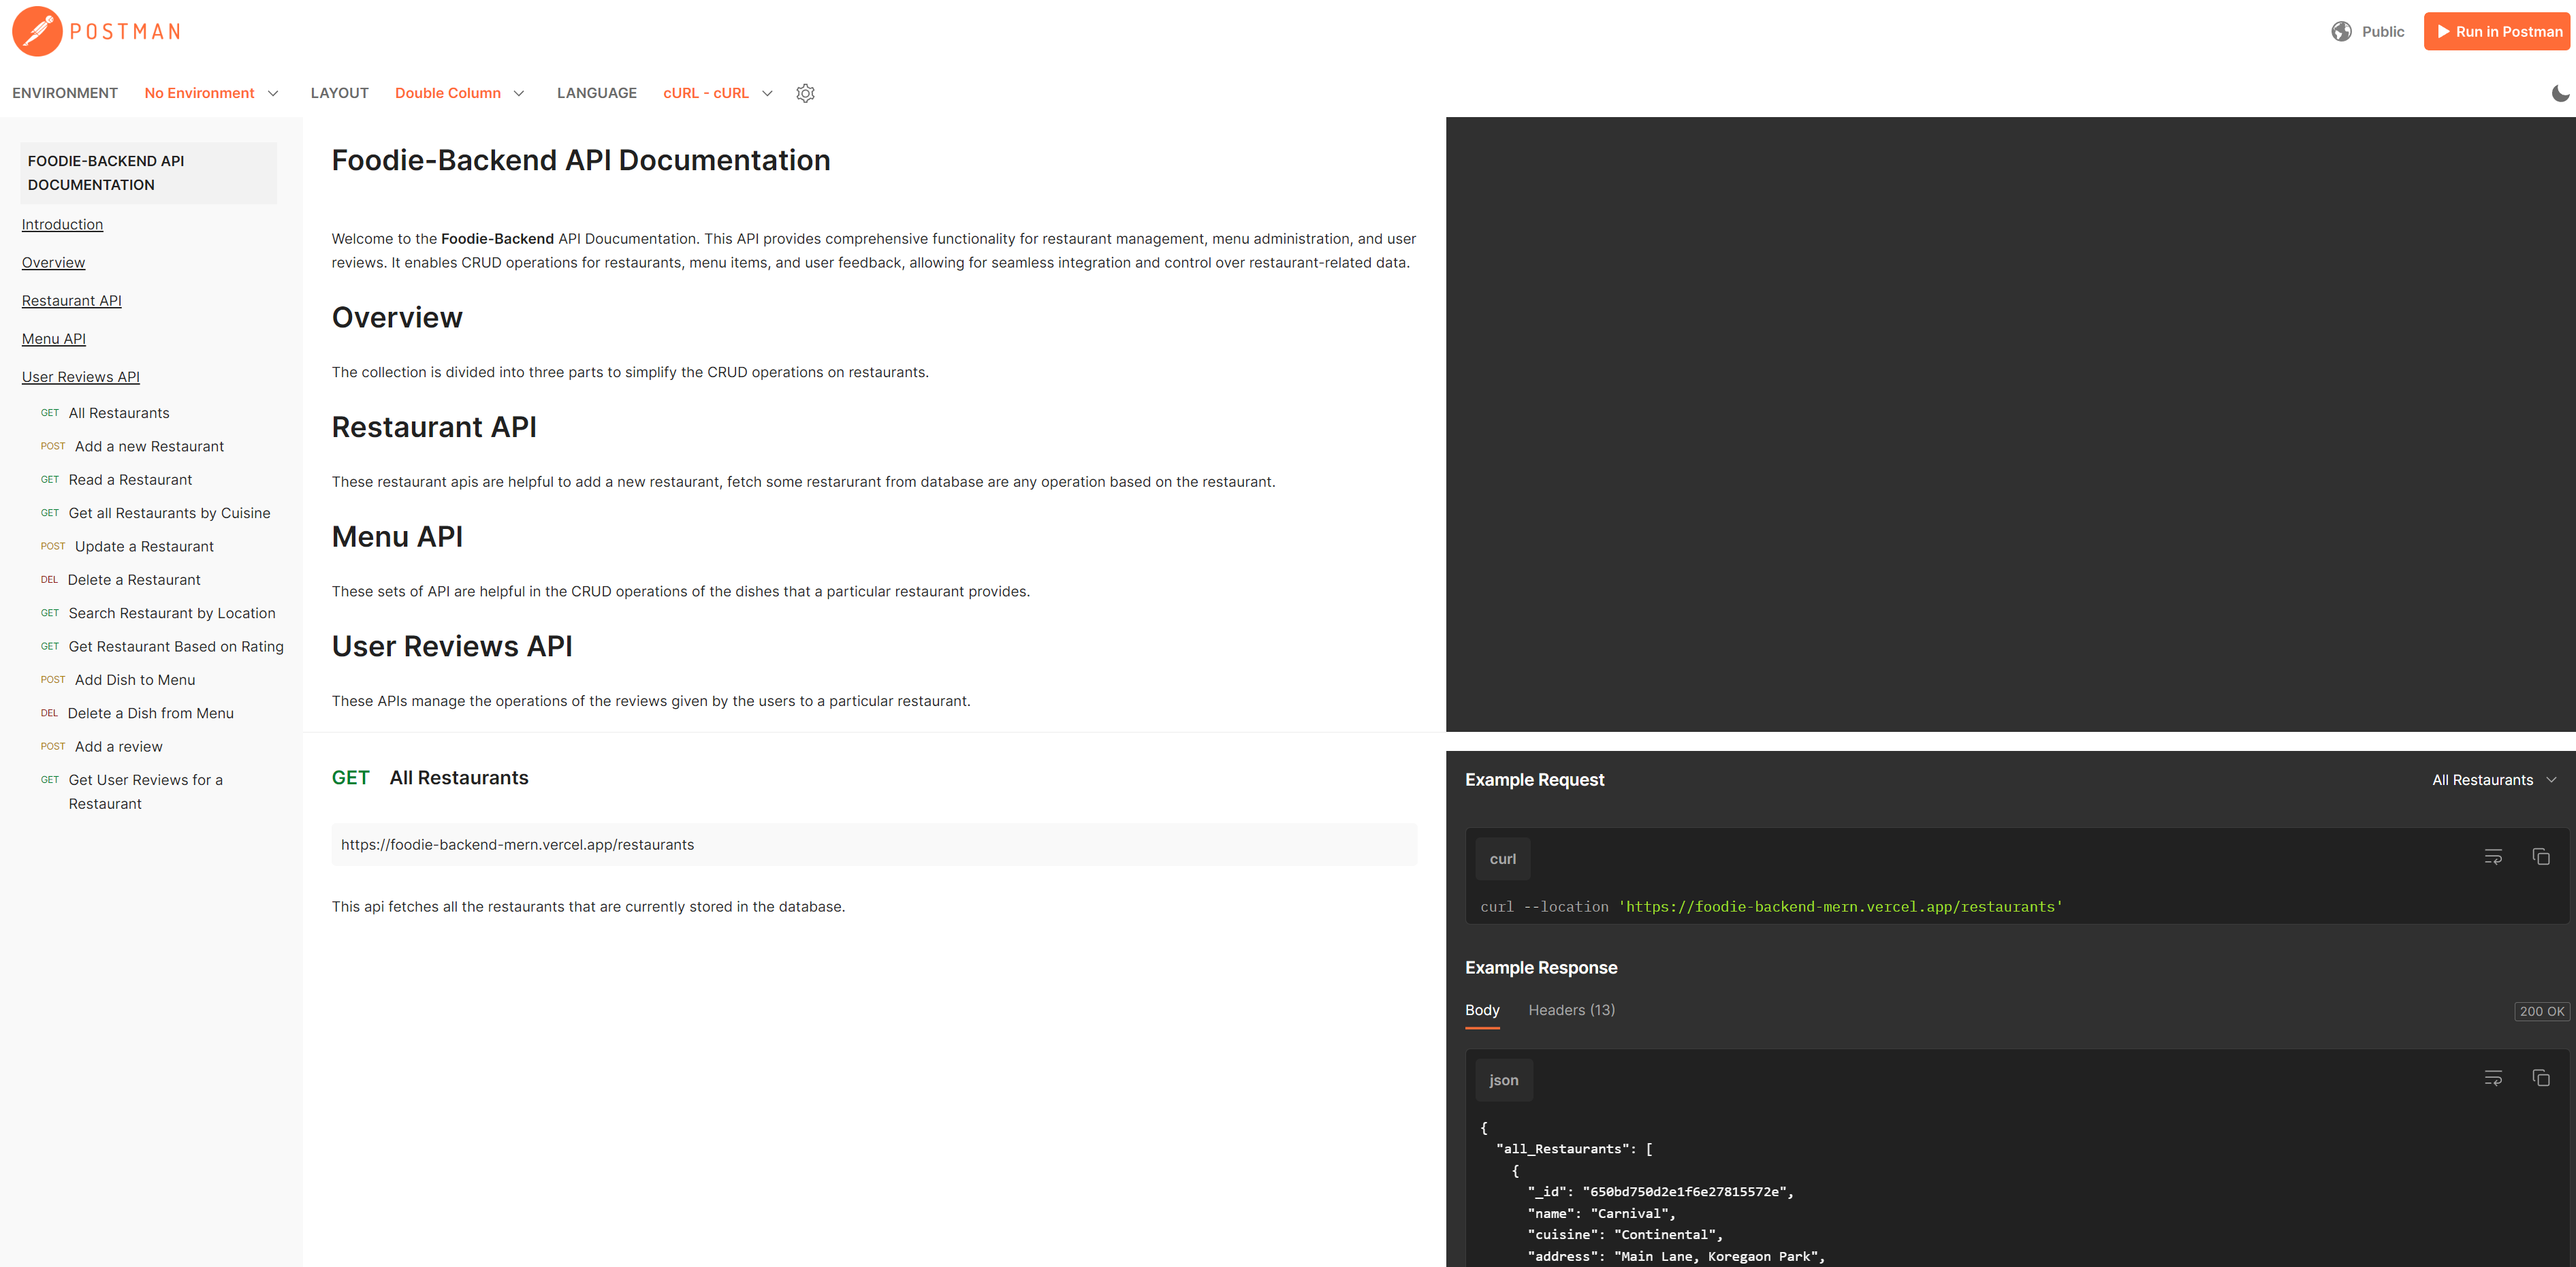 POSTMAN
Public
Run in Postman
ENVIRONMENT No Environment LAYOUT Double Column LANGUAGE cURL - cURL
FOODIE-BACKEND API
DOCUMENTATION
Introduction
Overview
Restaurant API
Menu API
User Reviews API
GET All Restaurants
POST Add a new Restaurant
GET Read a Restaurant
GET Get all Restaurants by Cuisine
POST Update a Restaurant
DEL Delete a Restaurant
GET Search Restaurant by Location
GET Get Restaurant Based on Rating
POST Add Dish to Menu
DEL Delete a Dish from Menu
POST Add a review
GET Get User Reviews for a
Restaurant
Foodie-Backend API Documentation
Welcome to the Foodie-Backend API Doucumentation. This API provides comprehensive functionality for restaurant management, menu administration, and user
reviews. It enables CRUD operations for restaurants, menu items, and user feedback, allowing for seamless integration and control over restaurant-related data.
Overview
The collection is divided into three parts to simplify the CRUD operations on restaurants.
Restaurant API
These restaurant apis are helpful to add a new restaurant, fetch some restarurant from database are any operation based on the restaurant.
Menu API
These sets of API are helpful in the CRUD operations of the dishes that a particular restaurant provides.
User Reviews API
These APIs manage the operations of the reviews given by the users to a particular restaurant.
GET All Restaurants
https://foodie-backend-mern.vercel.app/restaurants
This api fetches all the restaurants that are currently stored in the database.
Example Request
All Restaurants
curl
curl --location 'https://foodie-backend-mern.vercel.app/restaurants'
Example Response
Body Headers (13)
200 OK
json
{
"all_Restaurants": [
{
"_id": "650bd750d2e1f6e27815572e",
"name": "Carnival",
"cuisine": "Continental",
"address": "Main Lane, Koregaon Park",